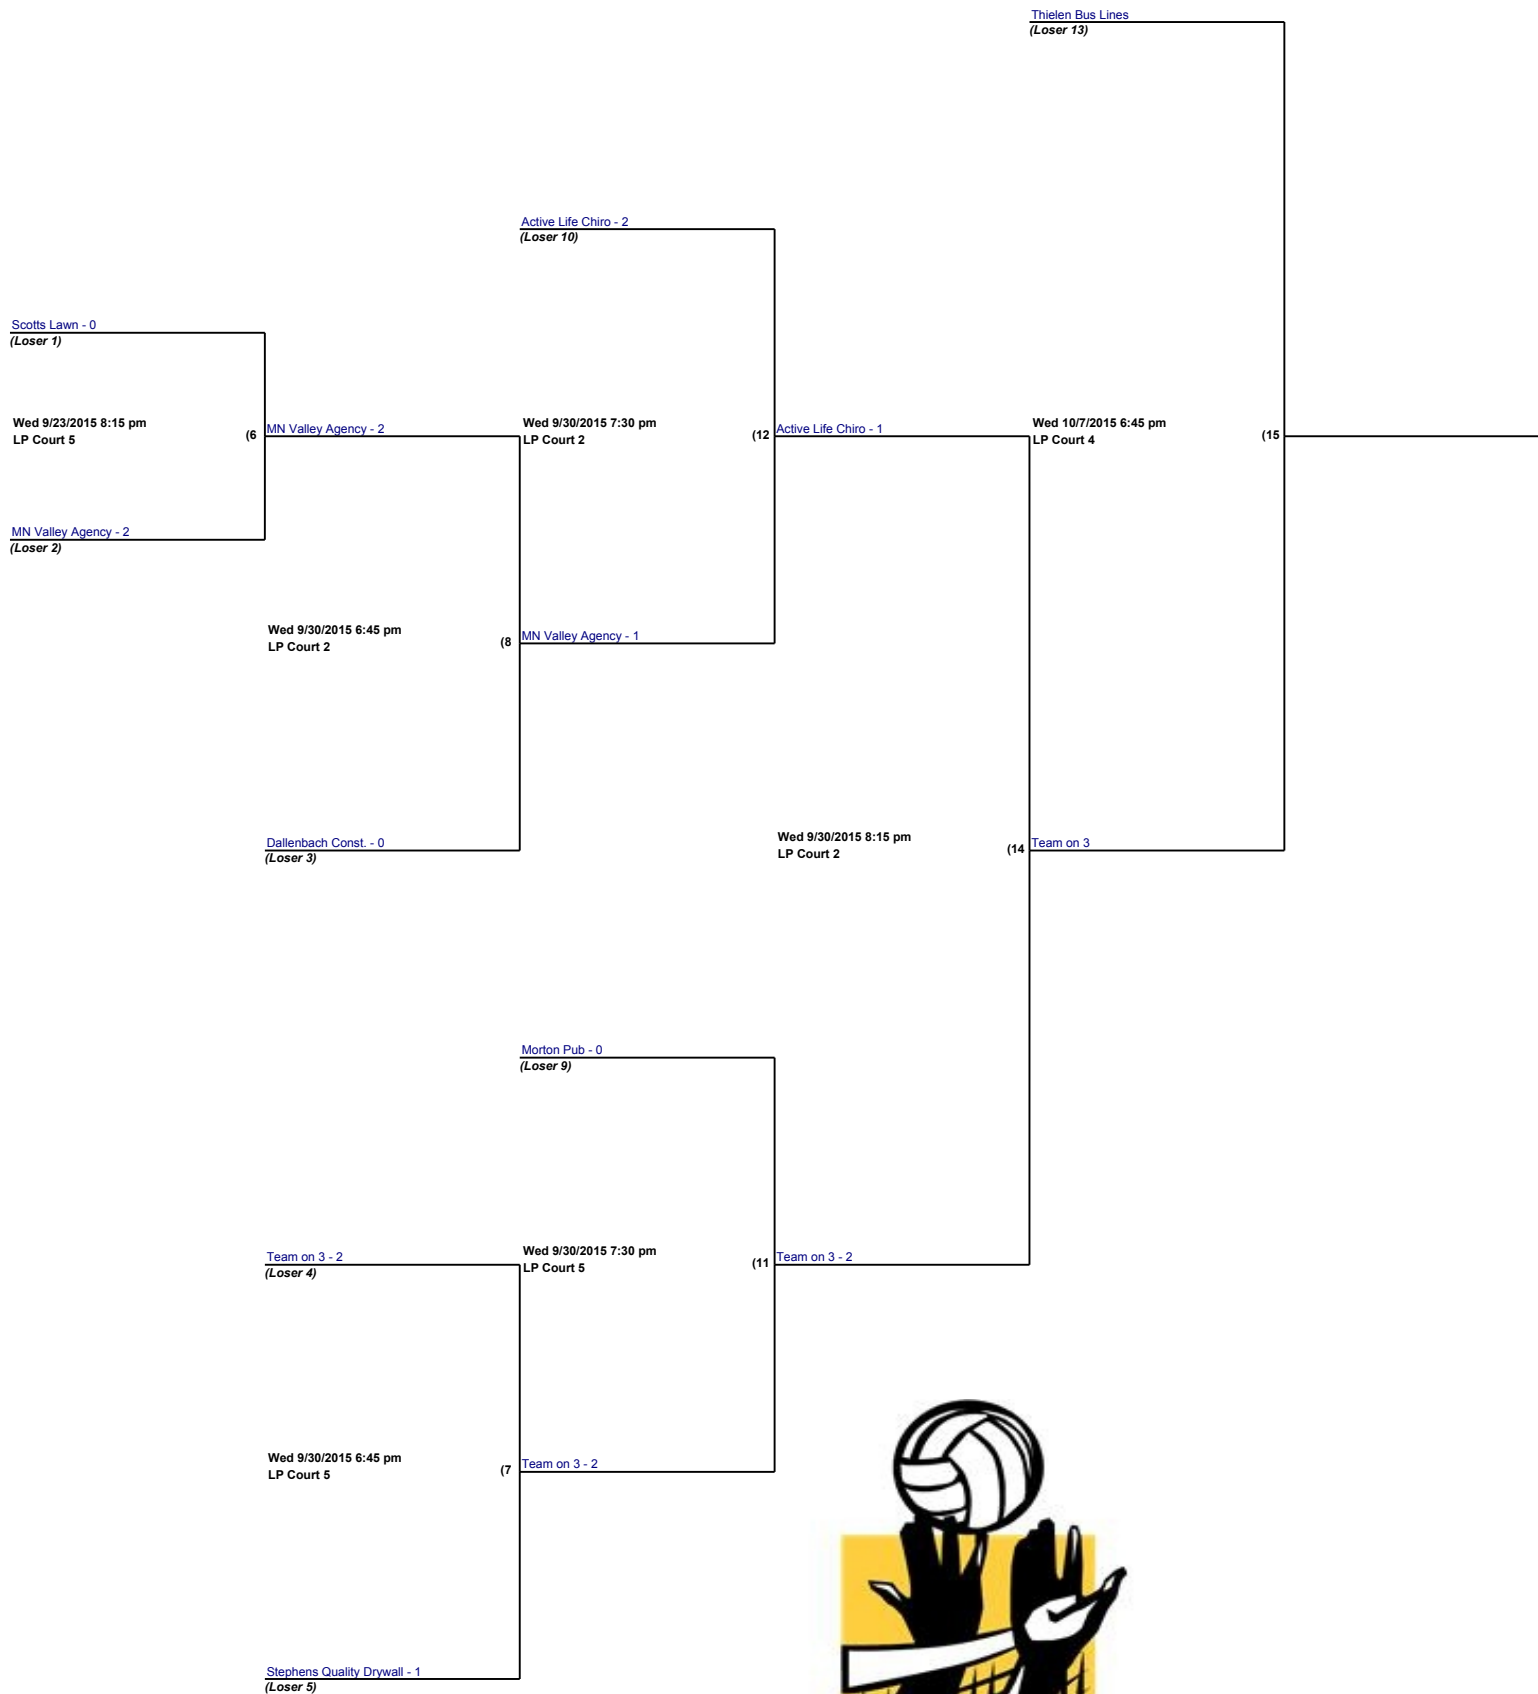 Thielen Bus Lines
(Loser 13)
Active Life Chiro - 2
(Loser 10)
Scotts Lawn - 0
(Loser 1)
Wed 9/23/2015 8:15 pm
LP Court 5
(6
MN Valley Agency - 2
Wed 9/30/2015 7:30 pm
LP Court 2
(12
Active Life Chiro - 1
Wed 10/7/2015 6:45 pm
LP Court 4
(15
MN Valley Agency - 2
(Loser 2)
Wed 9/30/2015 6:45 pm
LP Court 2
(8
MN Valley Agency - 1
Dallenbach Const. - 0
(Loser 3)
Wed 9/30/2015 8:15 pm
LP Court 2
(14
Team on 3
Morton Pub - 0
(Loser 9)
Team on 3 - 2
(Loser 4)
Wed 9/30/2015 7:30 pm
LP Court 5
(11
Team on 3 - 2
Wed 9/30/2015 6:45 pm
LP Court 5
(7
Team on 3 - 2
Stephens Quality Drywall - 1
(Loser 5)